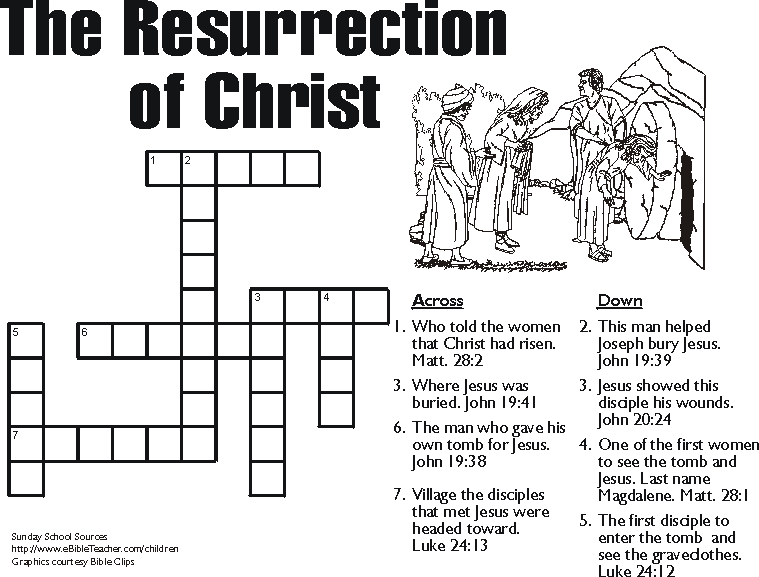 The Resurrection
of Christ
1 2
3 4
5 6
7
Across
1. Who told the women
that Christ had risen.
Matt. 28:2
3. Where Jesus was
buried. John 19:41
6. The man who gave his
own tomb for Jesus.
John 19:38
7. Village the disciples
that met Jesus were
headed toward.
Luke 24:13
Down
2. This man helped
Joseph bury Jesus.
John 19:39
3. Jesus showed this
disciple his wounds.
John 20:24
4. One of the first women
to see the tomb and
Jesus. Last name
Magdalene. Matt. 28:1
5. The first disciple to
enter the tomb and
see the graveclothes.
Luke 24:12
Sunday School Sources
http://www.eBibleTeacher.com/children
Graphics courtesy Bible Clips